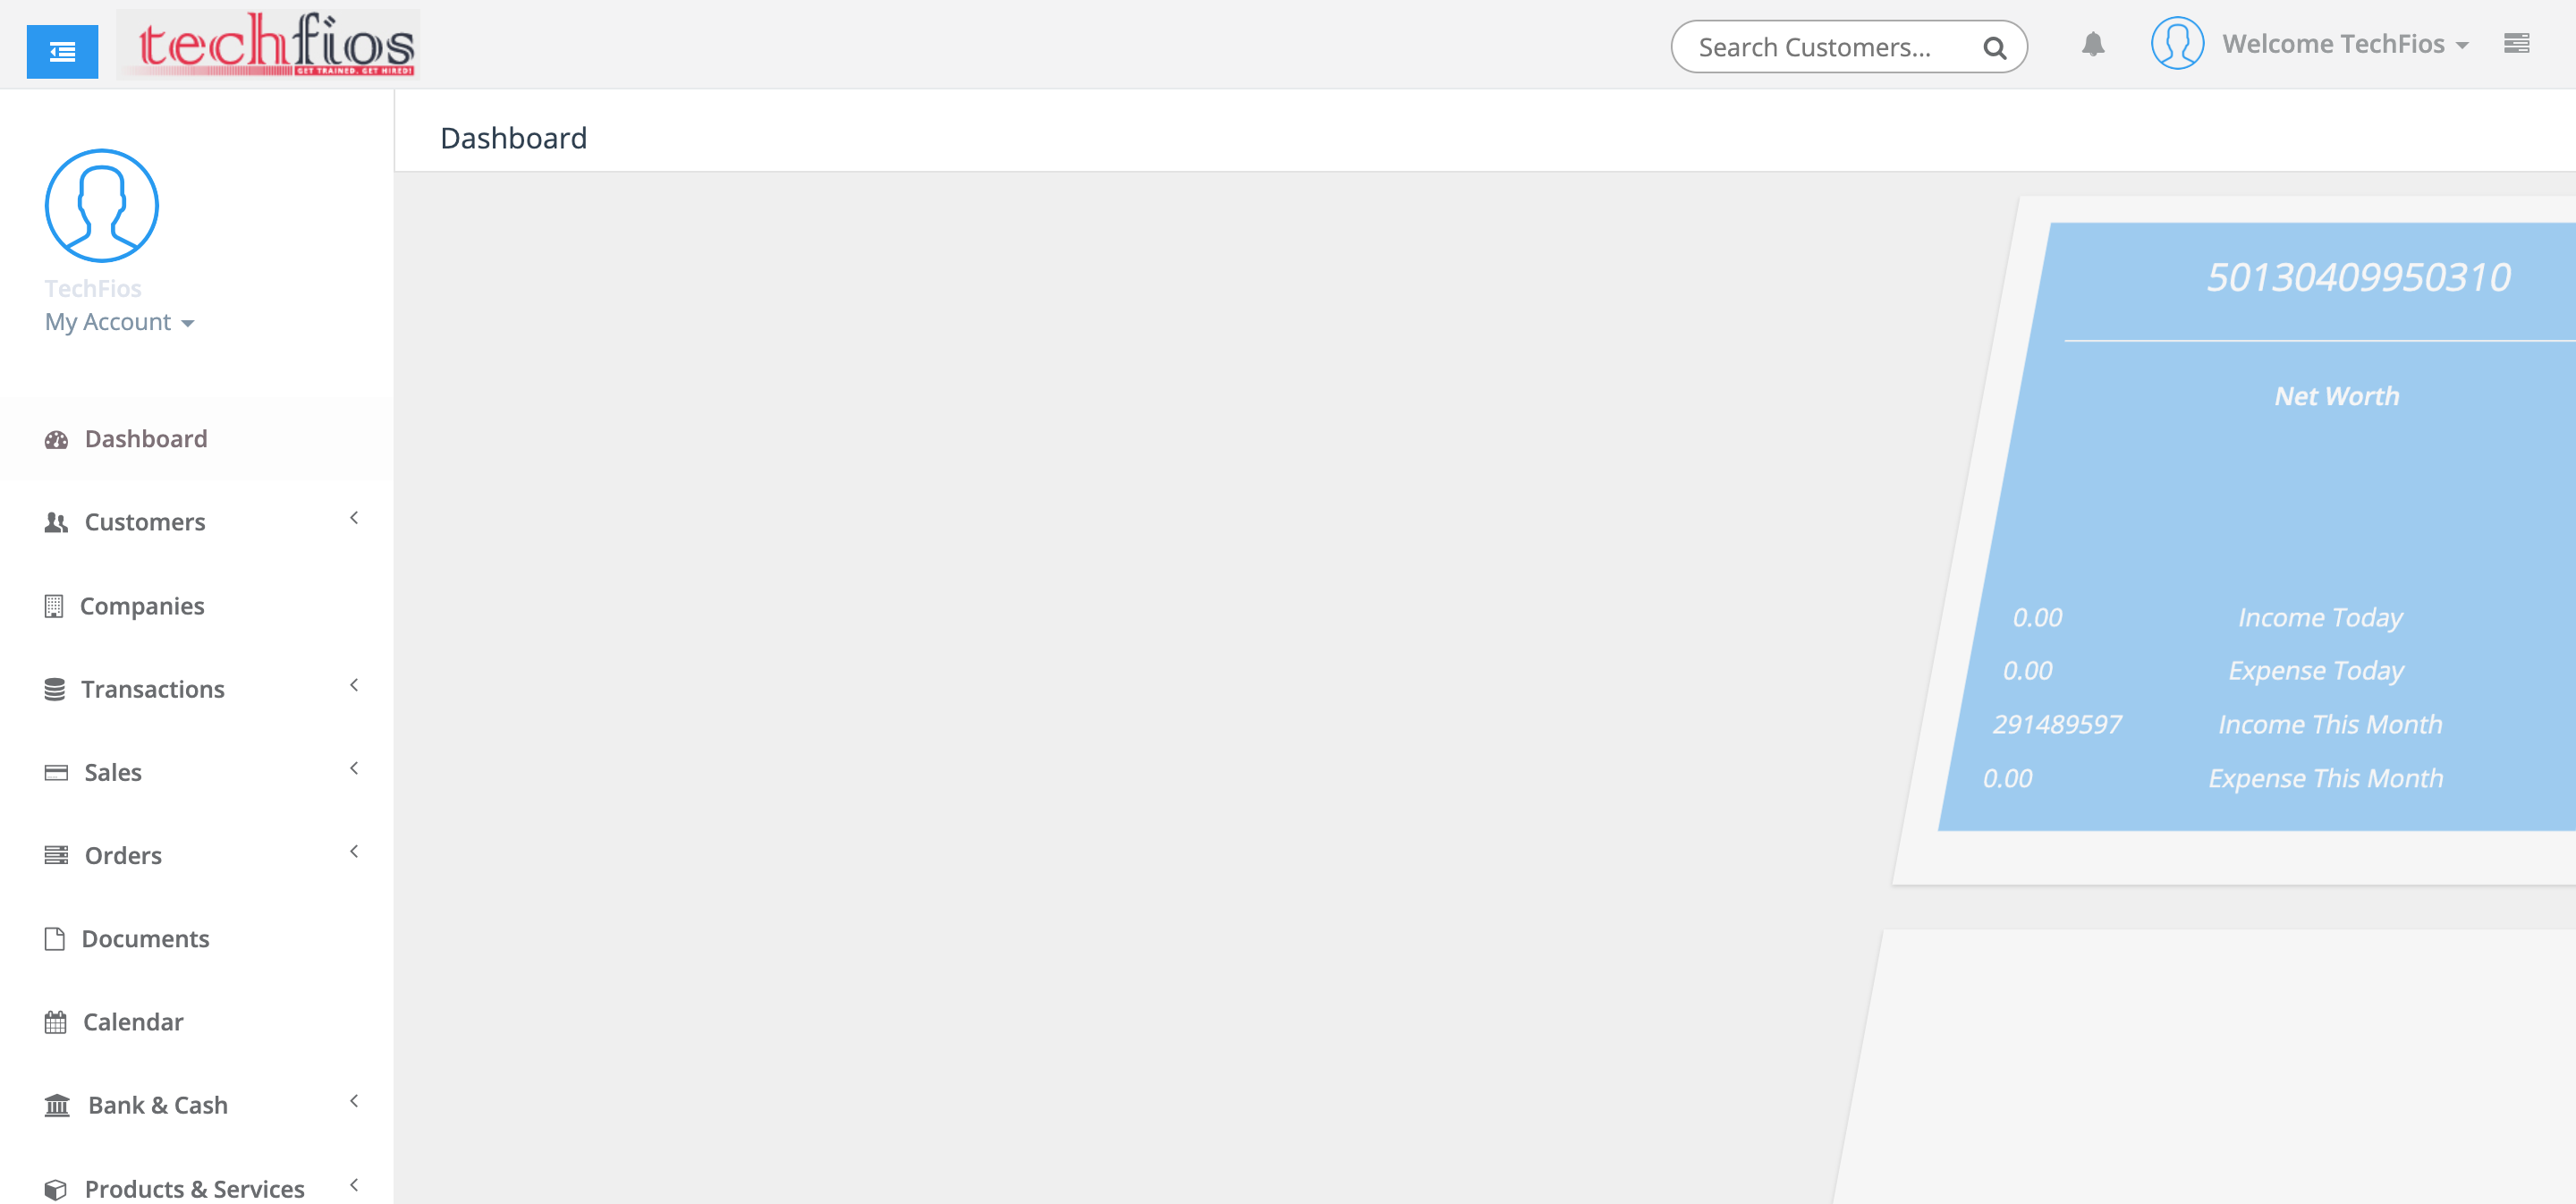 techfios
GET TRAINED. GET HIRED!
Search Customers...
Welcome TechFios
TechFios
My Account
Dashboard
Customers
Companies
Transactions
Sales
Orders
Documents
Calendar
Bank & Cash
Products & Services
Dashboard
50130409950310
Net Worth
0.00 Income Today
0.00 Expense Today
291489597 Income This Month
0.00 Expense This Month